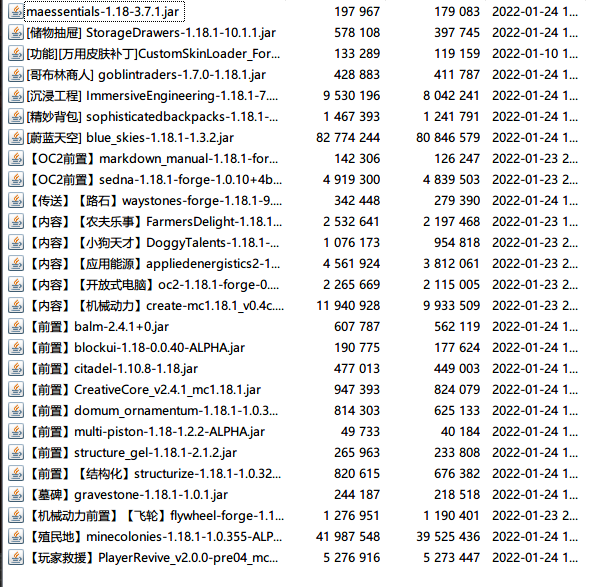 maessentials-1.18-3.7.1.jar 197 967 179 083 2022-01-24 1...
[储物抽屉] StorageDrawers-1.18.1-10.1.1.jar 578 108 397 745 2022-01-24 1...
[功能][万用皮肤补丁]CustomSkinLoader_For... 133 289 119 159 2022-01-10 1...
[哥布林商人] goblintraders-1.7.0-1.18.1.jar 428 883 411 787 2022-01-24 1...
[沉浸工程] ImmersiveEngineering-1.18.1-7.... 9 530 196 8 042 241 2022-01-24 1...
[精妙背包] sophisticatedbackpacks-1.18.1-... 1 467 393 1 241 791 2022-01-24 1...
[蔚蓝天空] blue_skies-1.18.1-1.3.2.jar 82 774 244 80 846 579 2022-01-24 1...
【OC2前置】markdown_manual-1.18.1-for... 142 306 126 247 2022-01-23 2...
【OC2前置】sedna-1.18.1-forge-1.0.10+4b... 4 919 300 4 839 503 2022-01-23 2...
【传送】【路石】waystones-forge-1.18.1-9.... 342 448 279 390 2022-01-24 1...
【内容】【农夫乐事】FarmersDelight-1.18.1... 2 532 641 2 197 468 2022-01-23 2...
【内容】【小狗天才】DoggyTalents-1.18.1-... 1 076 173 954 818 2022-01-23 2...
【内容】【应用能源】appliedenergistics2-1... 4 561 924 3 812 061 2022-01-23 2...
【内容】【开放式电脑】oc2-1.18.1-forge-0.... 2 265 669 2 115 005 2022-01-23 2...
【内容】【机械动力】create-mc1.18.1_v0.4c... 11 940 928 9 933 509 2022-01-23 2...
【前置】balm-2.4.1+0.jar 607 787 562 119 2022-01-24 1...
【前置】blockui-1.18-0.0.40-ALPHA.jar 190 775 177 624 2022-01-24 1...
【前置】citadel-1.10.8-1.18.jar 477 013 449 003 2022-01-24 1...
【前置】CreativeCore_v2.4.1_mc1.18.1.jar 947 393 824 079 2022-01-24 1...
【前置】domum_ornamentum-1.18.1-1.0.3... 814 303 625 133 2022-01-24 1...
【前置】multi-piston-1.18-1.2.2-ALPHA.jar 49 733 40 184 2022-01-24 1...
【前置】structure_gel-1.18.1-2.1.2.jar 265 963 233 808 2022-01-24 1...
【前置】【结构化】structurize-1.18.1-1.0.32... 820 615 676 382 2022-01-24 1...
【墓碑】gravestone-1.18.1-1.0.1.jar 244 187 218 518 2022-01-24 1...
【机械动力前置】【飞轮】flywheel-forge-1.1... 1 276 951 1 190 401 2022-01-23 2...
【殖民地】minecolonies-1.18.1-1.0.355-ALP... 41 987 548 39 525 436 2022-01-24 1...
【玩家救援】PlayerRevive_v2.0.0-pre04_mc... 5 276 916 5 273 447 2022-01-24 1...